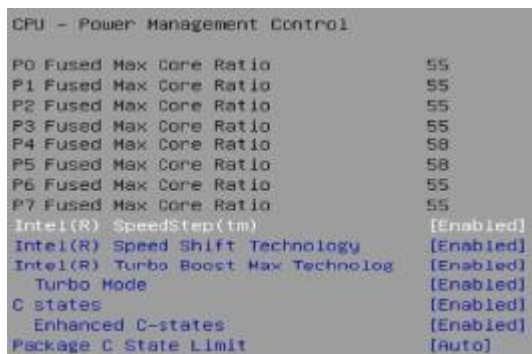 CPU - Power Management Control
P0 Fused Max Core Ratio 55
P1 Fused Max Core Ratio 55
P2 Fused Max Core Ratio 55
P3 Fused Max Core Ratio 55
P4 Fused Max Core Ratio 58
P5 Fused Max Core Ratio 58
P6 Fused Max Core Ratio 55
P7 Fused Max Core Ratio 55
Intel(R) SpeedStep(tm) [Enabled]
Intel(R) Speed Shift Technology [Enabled]
Intel(R) Turbo Boost Max Technolog [Enabled]
Turbo Mode [Enabled]
C states [Enabled]
Enhanced C-states [Enabled]
Package C State Limit [Auto]